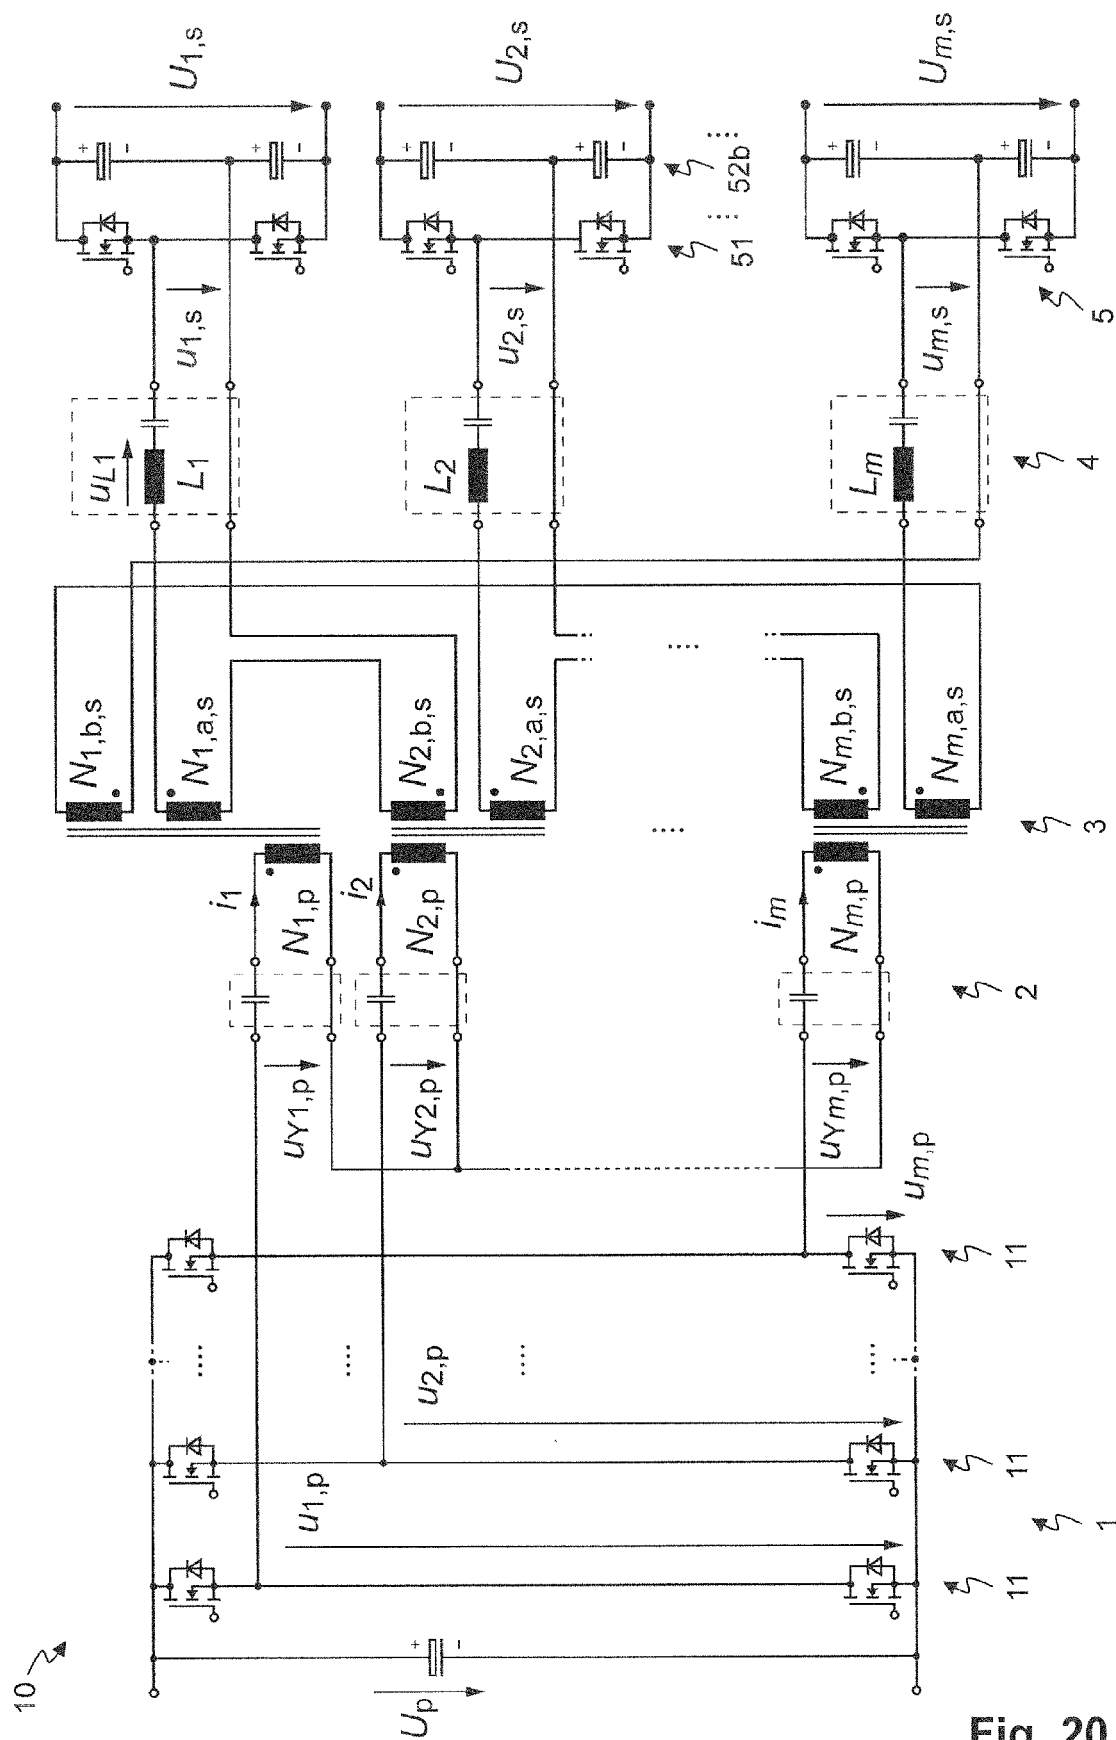 10
U1,s
U2,s
Um,s
+
-
+
-
+
-
+
-
+
-
+
-
51
....
52b
....
5
u1,s
u2,s
um,s
uL1
L1
L2
Lm
4
N1,b,s
N1,a,s
N2,b,s
N2,a,s
....
Nm,b,s
Nm,a,s
....
3
i1
N1,p
i2
N2,p
im
Nm,p
2
uY1,p
uY2,p
uYm,p
um,p
11
....
....
....
....
u2,p
11
u1,p
11
1
+
-
Up
Fig. 20